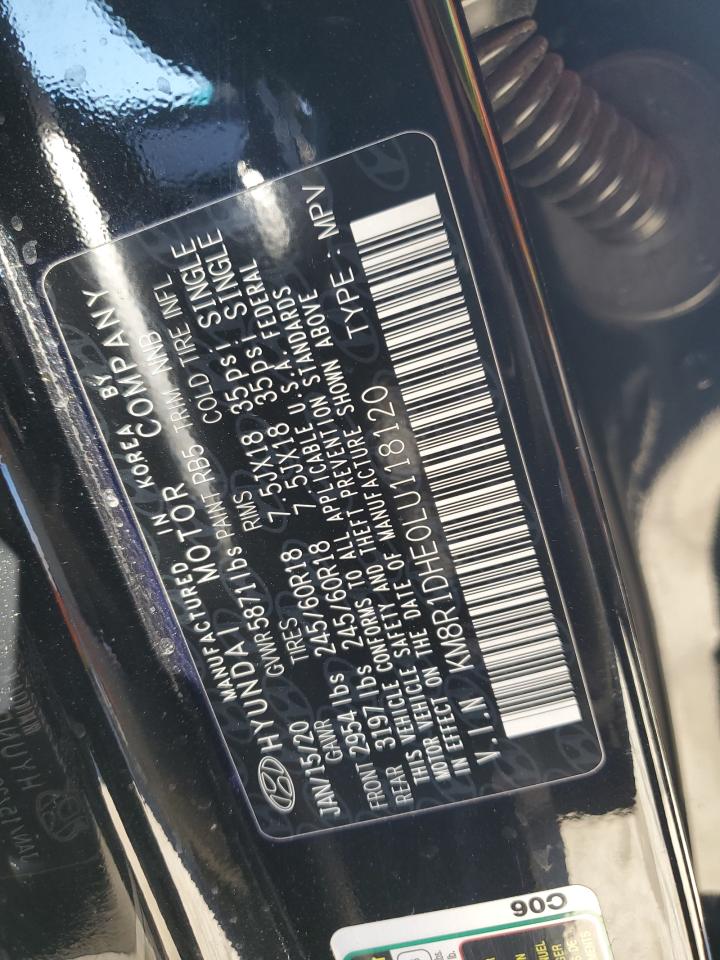 MANUFACTURED IN KOREA BY
HYUNDAI MOTOR COMPANY
JAN/15/20 GVWR 5871lbs PAINT RB5 TRIM NNB
GAWR TIRES RMS COLD TIRE INFL
FRONT 2954 lbs 245/60R18 7.5JX18 35psi SINGLE
REAR 3197 lbs 245/60R18 7.5JX18 35psi SINGLE
THIS VEHICLE CONFORMS TO ALL APPLICABLE U.S.A. FEDERAL
MOTOR VEHICLE SAFETY AND THEFT PREVENTION STANDARDS
IN EFFECT ON THE DATE OF MANUFACTURE SHOWN ABOVE
V.I.N KM8R1DHE0LU118120 TYPE : MPV
C06